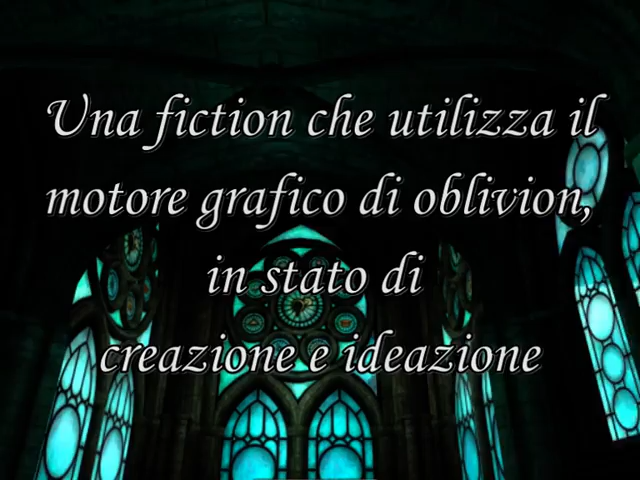 Una fiction che utilizza il
motore grafico di oblivion,
in stato di
creazione e ideazione